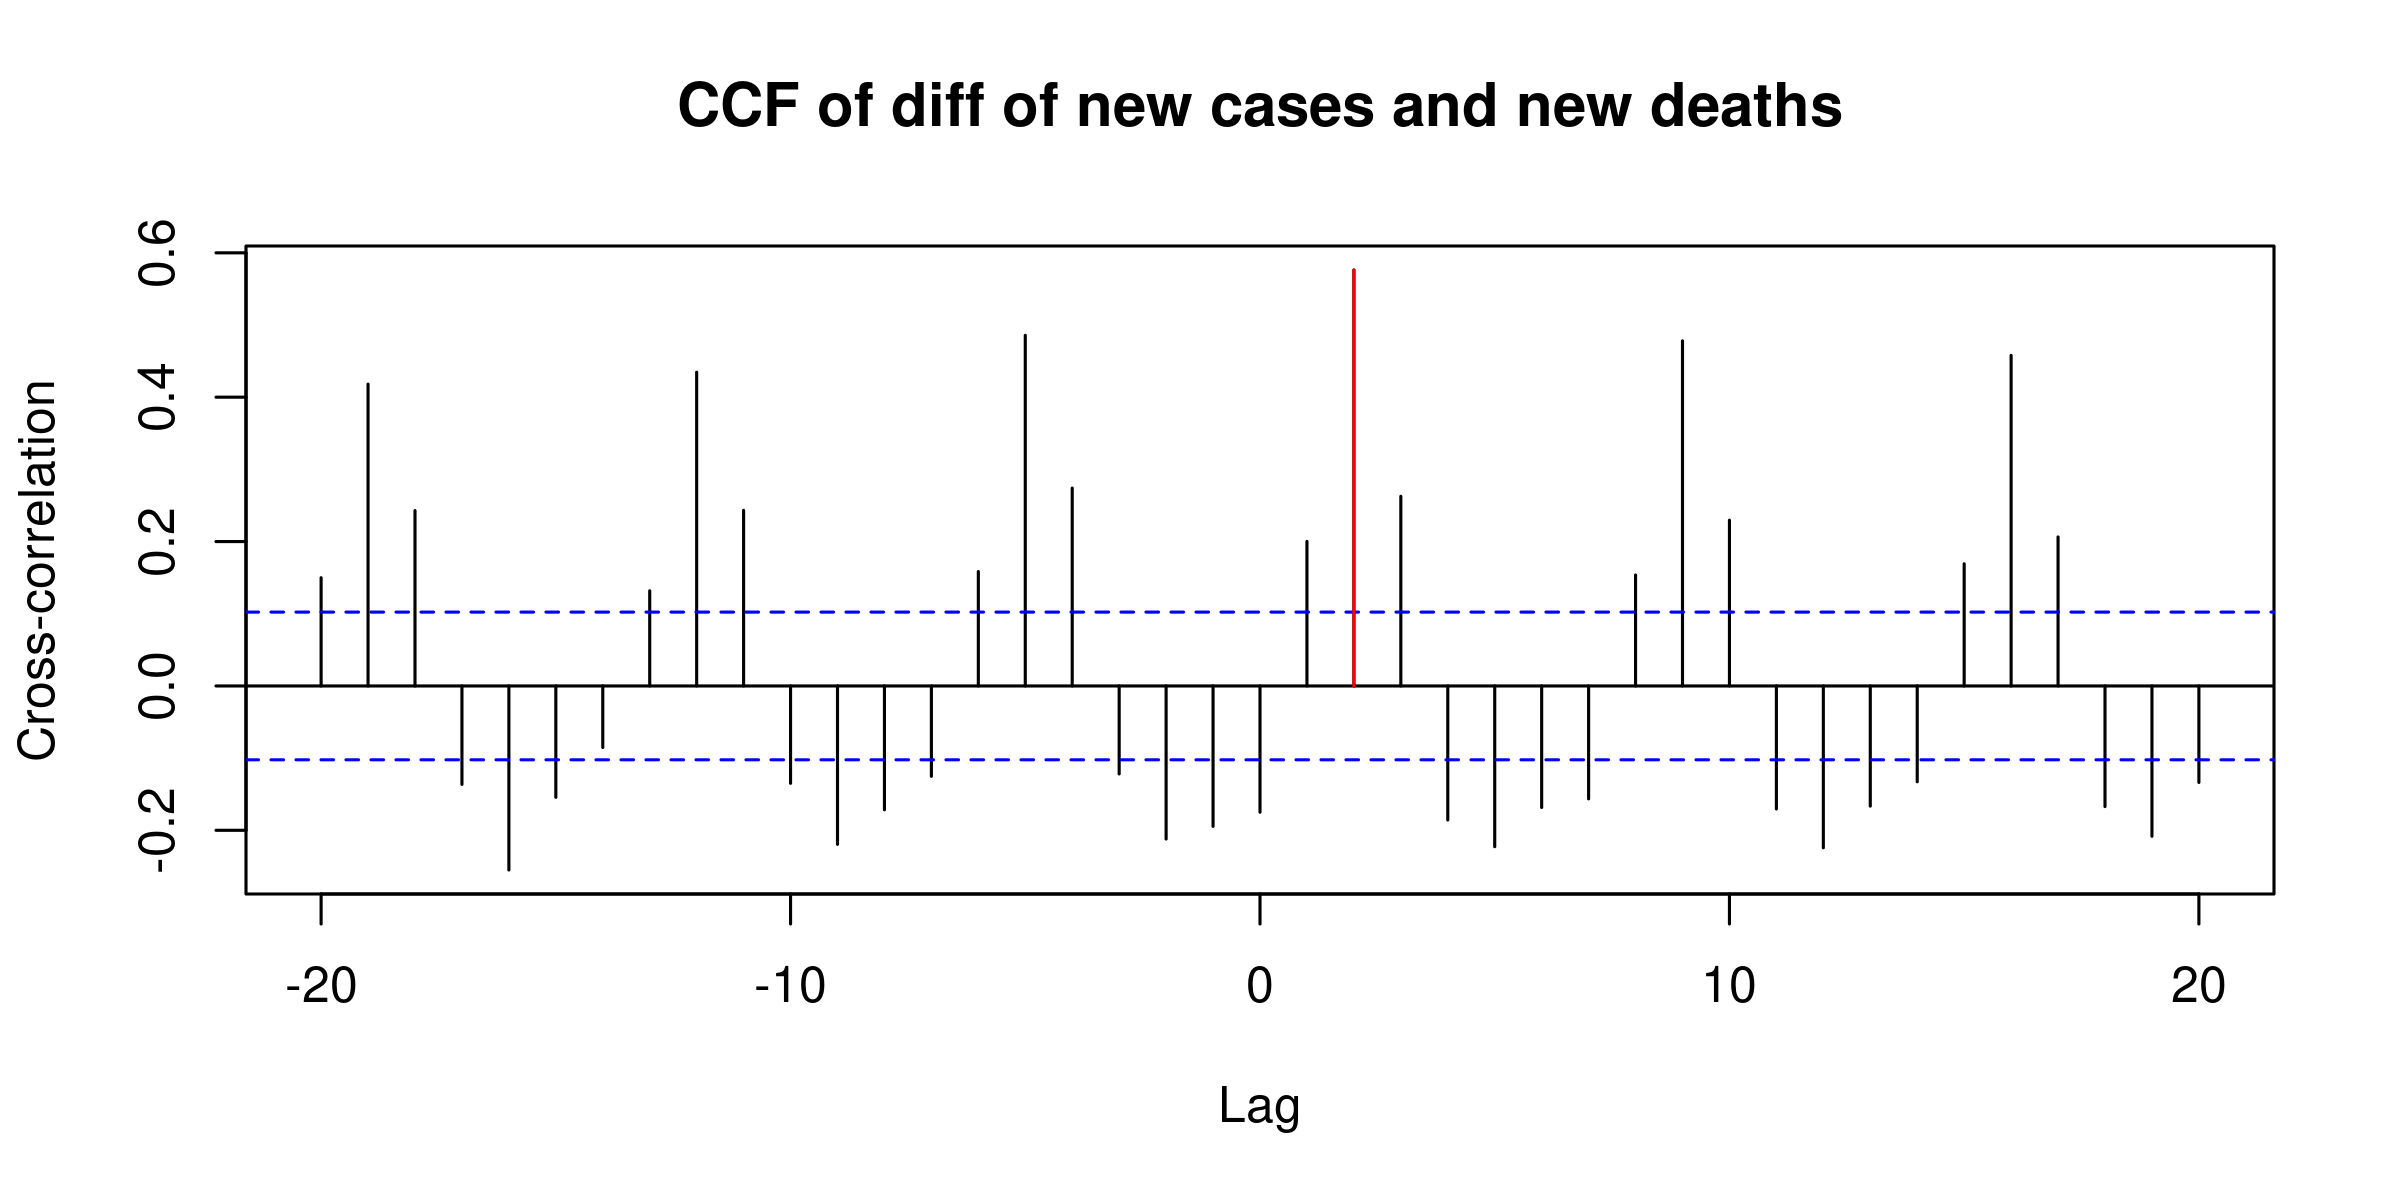 CCF of diff of new cases and new deaths
Cross-correlation
0.6
0.4
0.2
0.0
-0.2
-20 -10 0 10 20
Lag